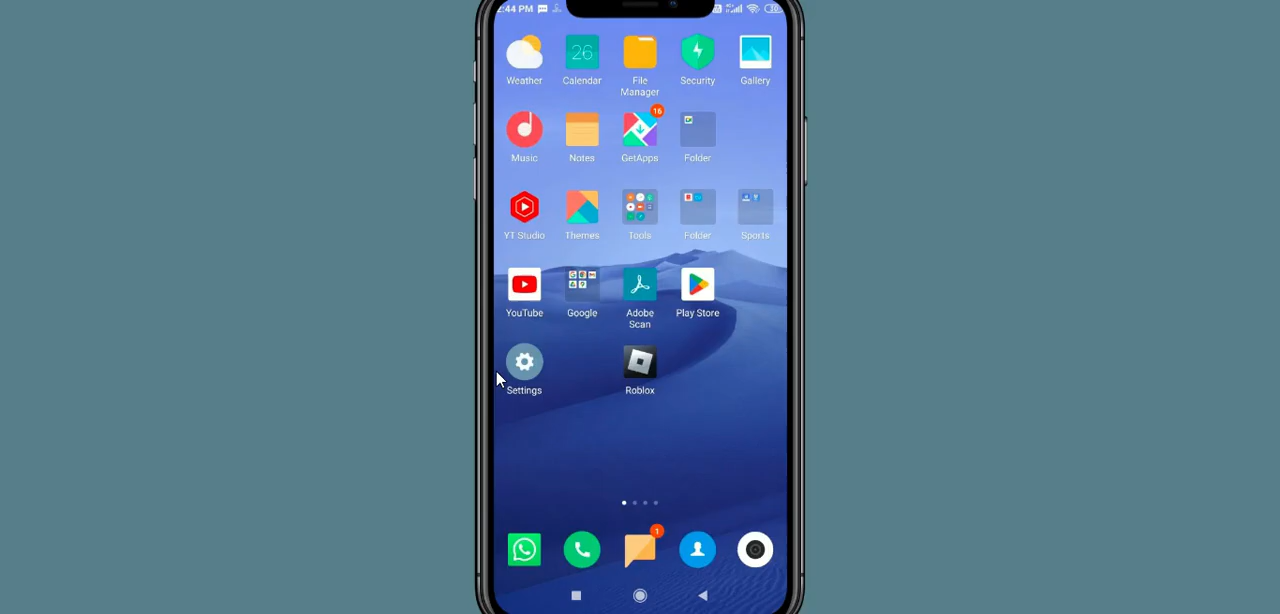 2:44 PM
Weather
Calendar
File
Manager
Security
Gallery
26
16
Music
Notes
GetApps
Folder
YT Studio
Themes
Tools
Folder
Sports
YouTube
Google
Adobe
Scan
Play Store
Settings
Roblox
1